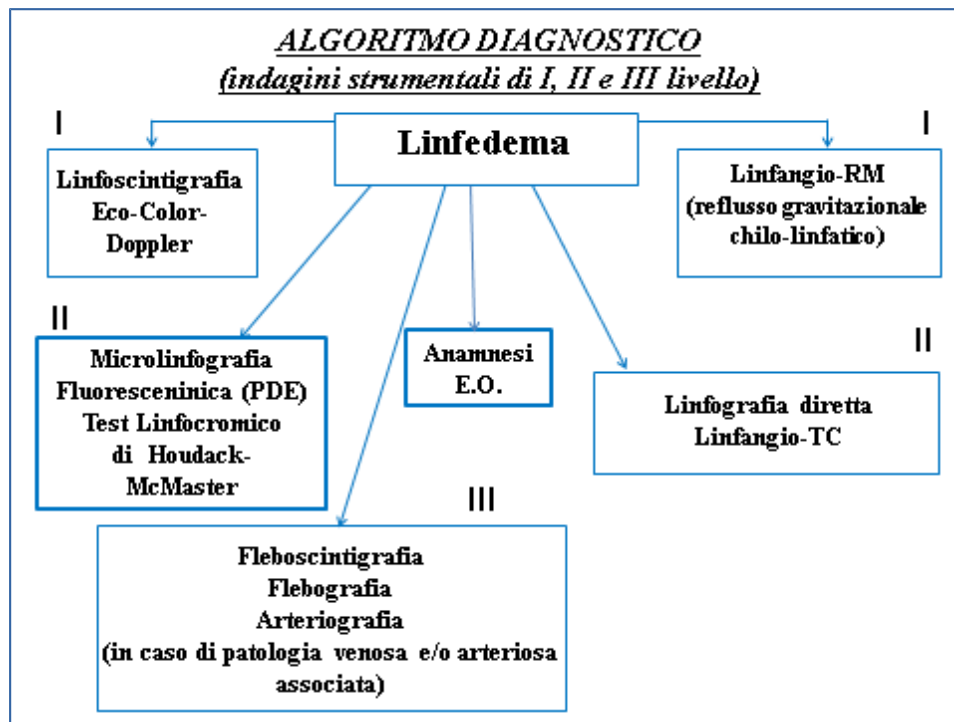 ALGORITMO DIAGNOSTICO
(indagini strumentali di I, II e III livello)
I
Linfedema
I
Linfoscintigrafia
Eco-Color-
Doppler
Linfangio-RM
(reflusso gravitazionale
chilo-linfatico)
II
Microlinfografia
Fluoresceninica (PDE)
Test Linfocromico
di Houdack-
McMaster
Anamnesi
E.O.
II
Linfografia diretta
Linfangio-TC
III
Fleboscintigrafia
Flebografia
Arteriografia
(in caso di patologia venosa e/o arteriosa
associata)